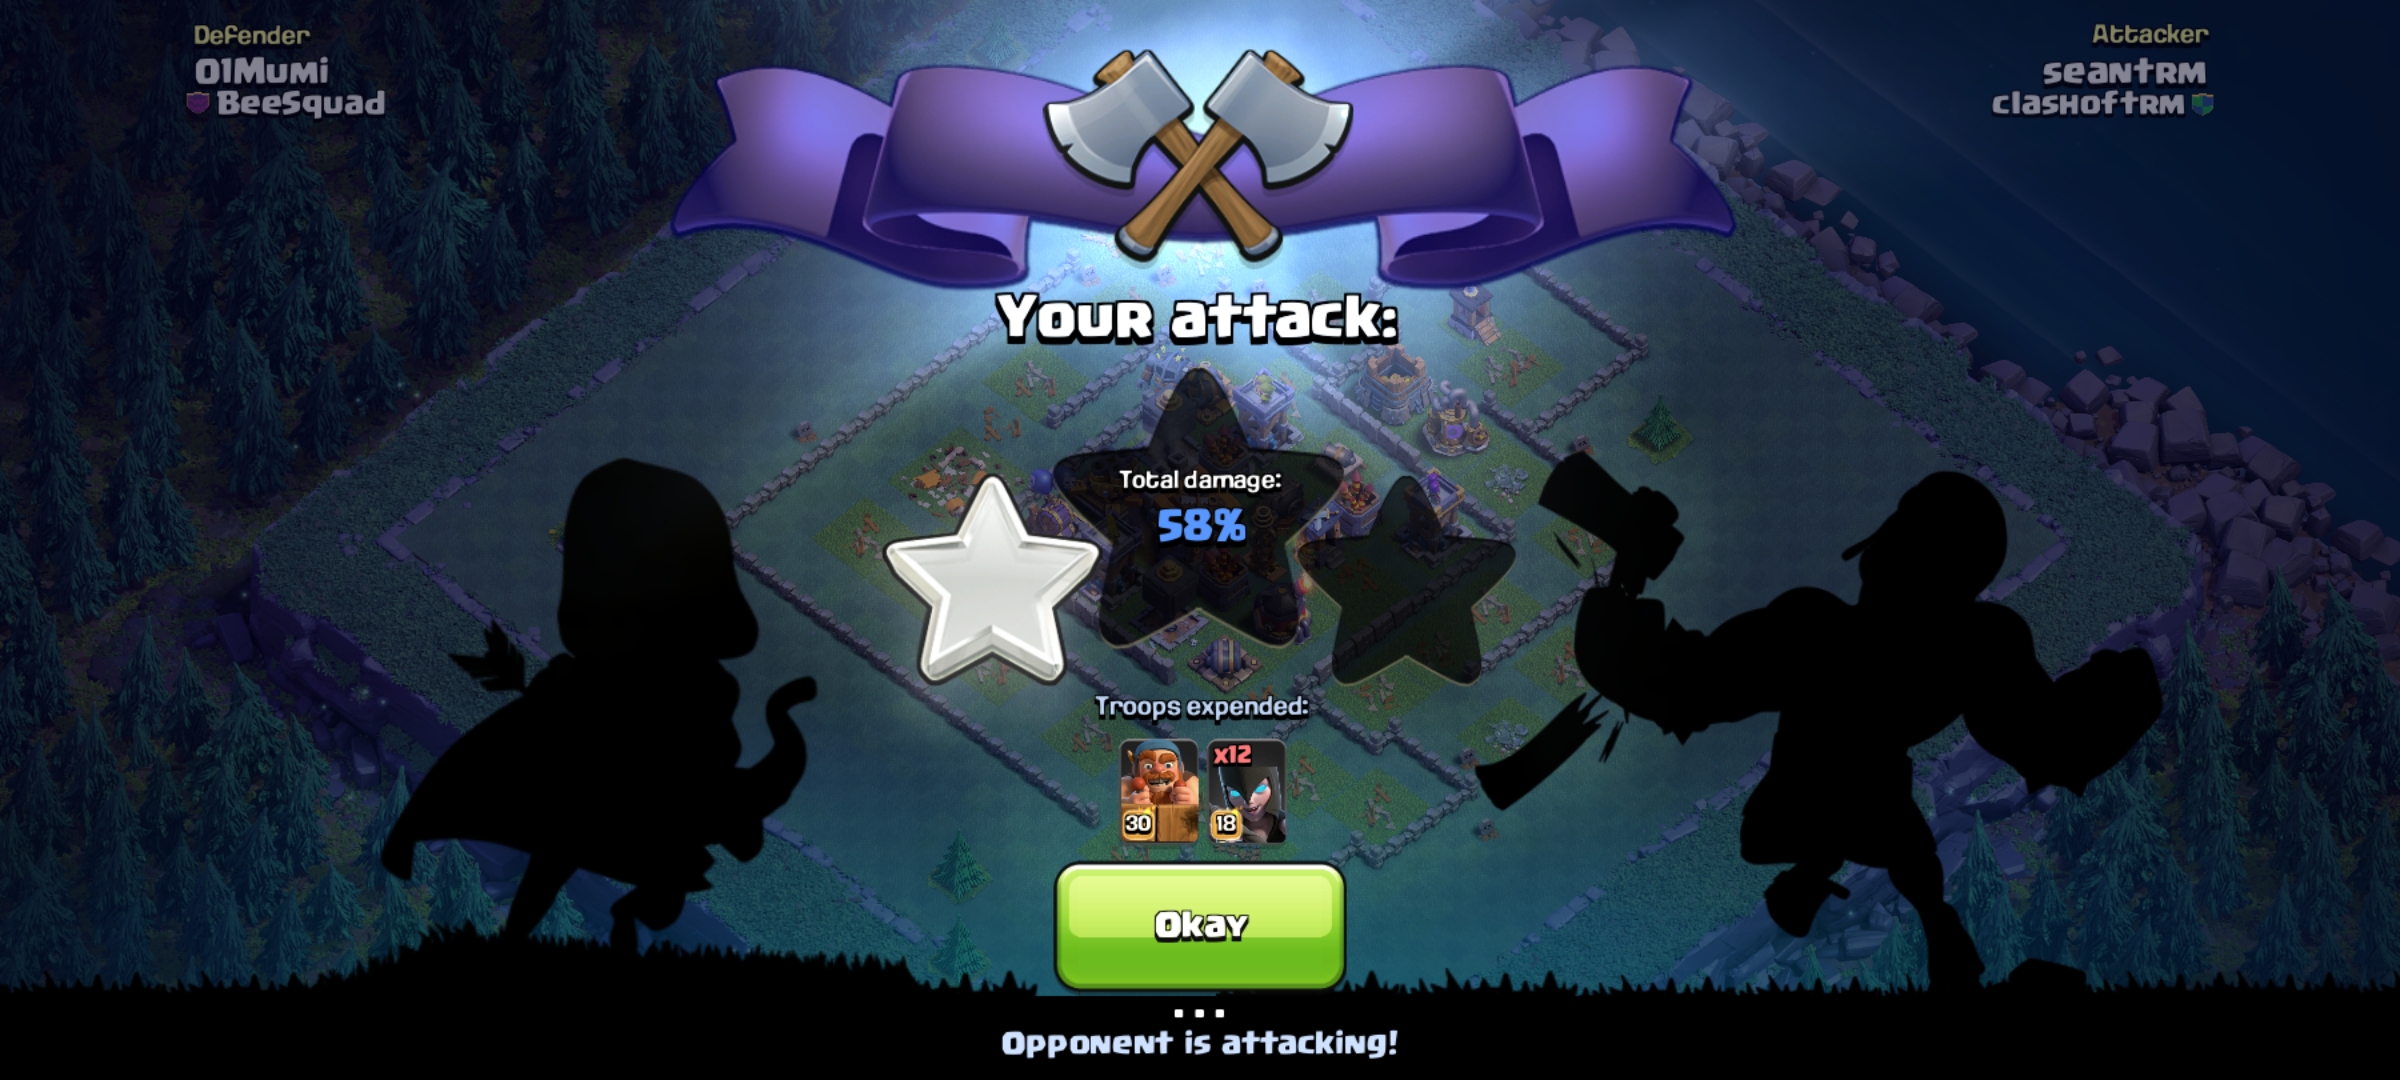 Defender
01MuMi
BeeSquad
Attacker
seantRM
clashoftRM
Your attack:
Total damage:
58%
Troops expended:
x12
30
18
Okay
...
Opponent is attacking!